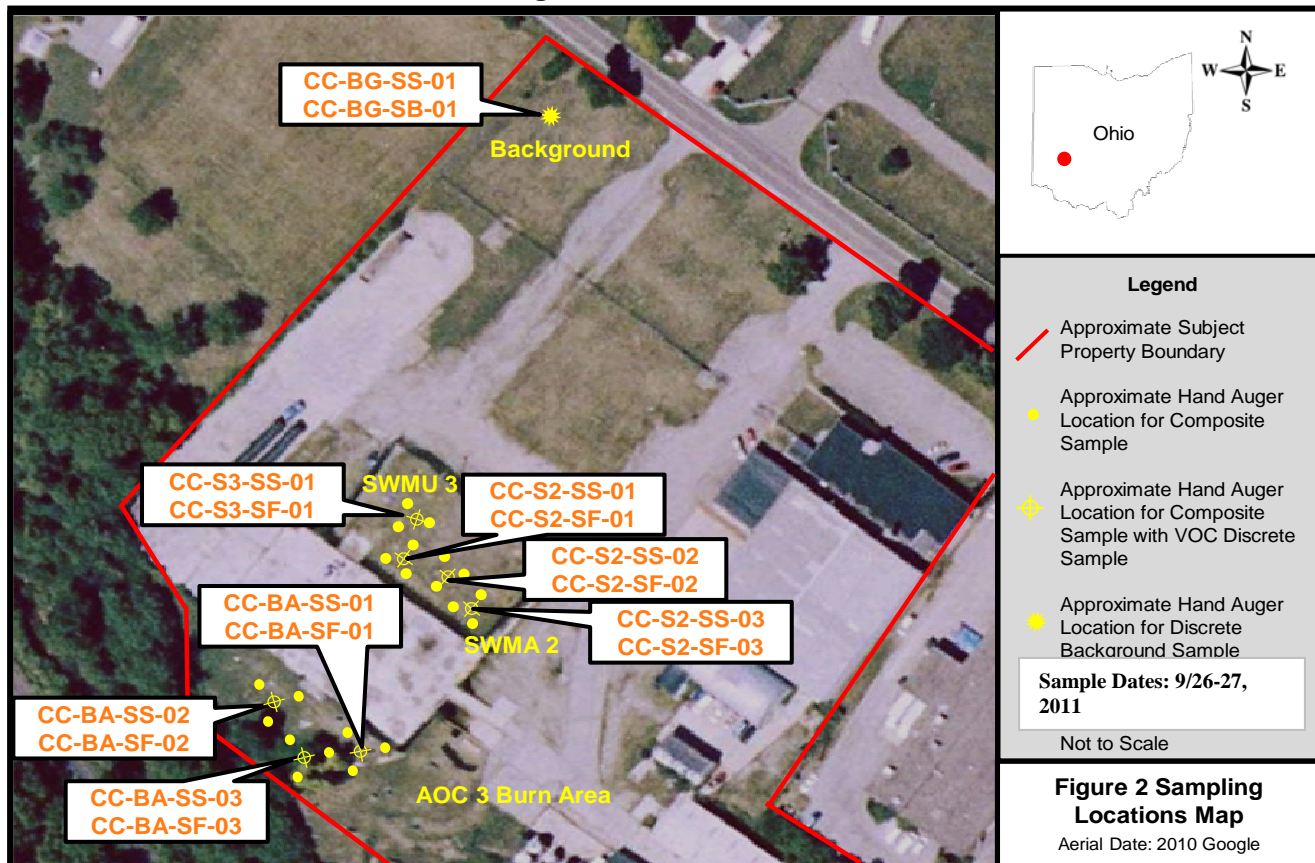 CC-BG-SS-01
CC-BG-SB-01
Background
CC-S3-SS-01
CC-S3-SF-01
SWMU 3
CC-S2-SS-01
CC-S2-SF-01
CC-S2-SS-02
CC-S2-SF-02
CC-S2-SS-03
CC-S2-SF-03
SWMA 2
CC-BA-SS-01
CC-BA-SF-01
CC-BA-SS-02
CC-BA-SF-02
CC-BA-SS-03
CC-BA-SF-03
AOC 3 Burn Area
N
W E
S
Ohio
Legend
Approximate Subject
Property Boundary
Approximate Hand Auger
Location for Composite
Sample
Approximate Hand Auger
Location for Composite
Sample with VOC Discrete
Sample
Approximate Hand Auger
Location for Discrete
Background Sample
Sample Dates: 9/26-27,
2011
Not to Scale
Figure 2 Sampling
Locations Map
Aerial Date: 2010 Google